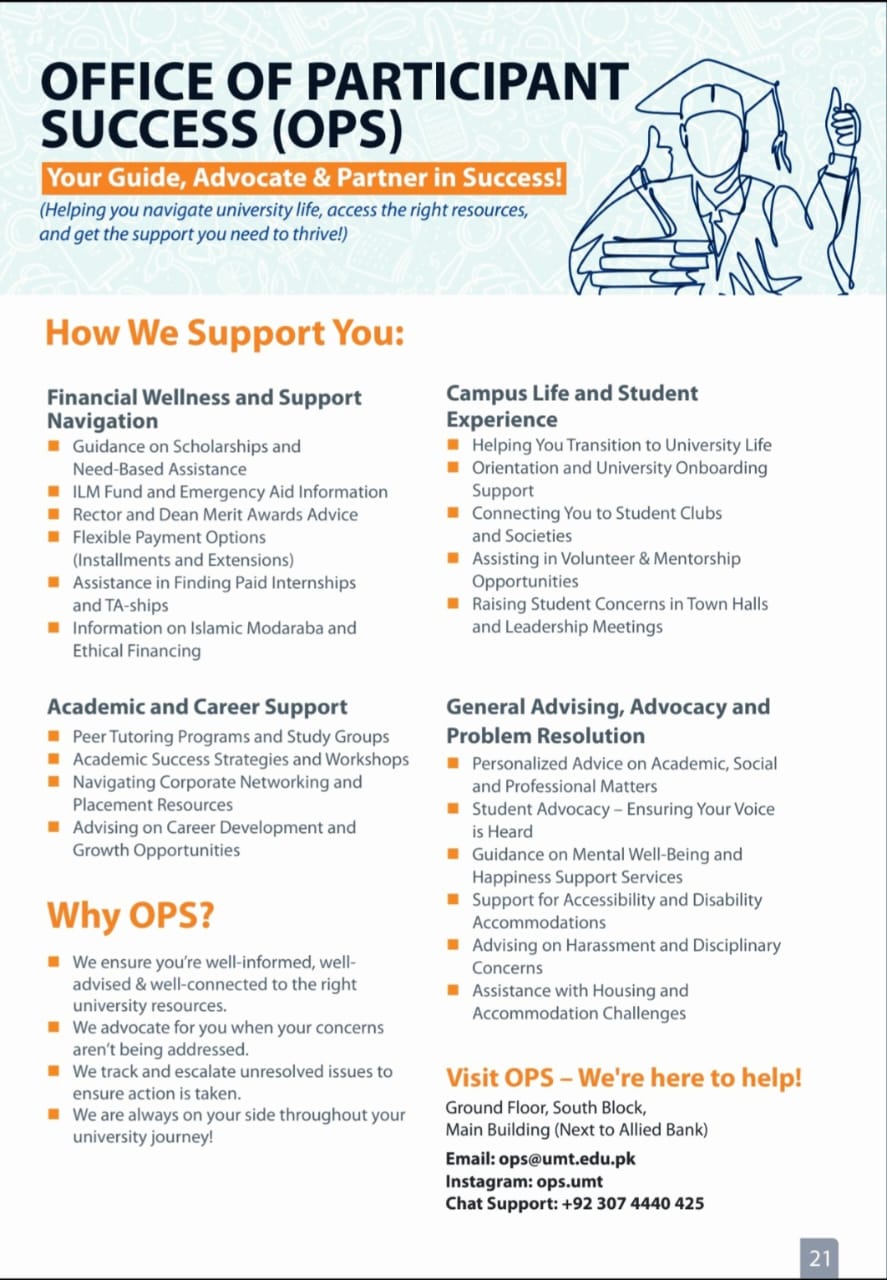 OFFICE OF PARTICIPANT
SUCCESS (OPS)
Your Guide, Advocate & Partner in Success!
(Helping you navigate university life, access the right resources,
and get the support you need to thrive!)
How We Support You:
Financial Wellness and Support
Navigation
Guidance on Scholarships and
Need-Based Assistance
ILM Fund and Emergency Aid Information
Rector and Dean Merit Awards Advice
Flexible Payment Options
(Installments and Extensions)
Assistance in Finding Paid Internships
and TA-ships
Information on Islamic Modaraba and
Ethical Financing
Academic and Career Support
Peer Tutoring Programs and Study Groups
Academic Success Strategies and Workshops
Navigating Corporate Networking and
Placement Resources
Advising on Career Development and
Growth Opportunities
Why OPS?
We ensure you're well-informed, well-
advised & well-connected to the right
university resources.
We advocate for you when your concerns
aren't being addressed.
We track and escalate unresolved issues to
ensure action is taken.
We are always on your side throughout your
university journey!
Campus Life and Student
Experience
Helping You Transition to University Life
Orientation and University Onboarding
Support
Connecting You to Student Clubs
and Societies
Assisting in Volunteer & Mentorship
Opportunities
Raising Student Concerns in Town Halls
and Leadership Meetings
General Advising, Advocacy and
Problem Resolution
Personalized Advice on Academic, Social
and Professional Matters
Student Advocacy – Ensuring Your Voice
is Heard
Guidance on Mental Well-Being and
Happiness Support Services
Support for Accessibility and Disability
Accommodations
Advising on Harassment and Disciplinary
Concerns
Assistance with Housing and
Accommodation Challenges
Visit OPS – We're here to help!
Ground Floor, South Block,
Main Building (Next to Allied Bank)
Email: ops@umt.edu.pk
Instagram: ops.umt
Chat Support: +92 307 4440 425
21